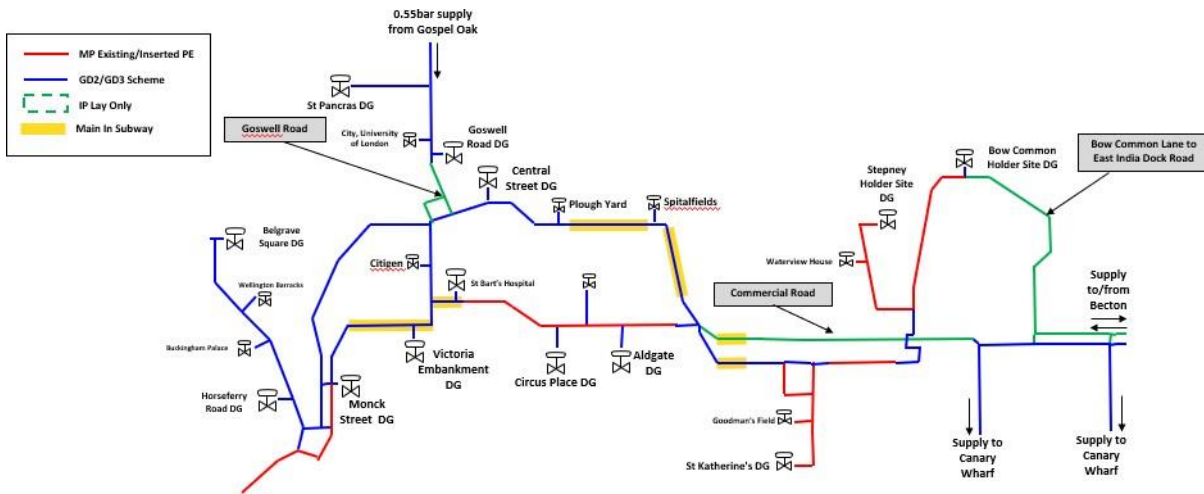 0.55bar supply
from Gospel Oak
MP Existing/Inserted PE
GD2/GD3 Scheme
IP Lay Only
Main In Subway
St Pancras DG
Goswell Road
City, University
of London
Goswell
Road DG
Central
Street DG
Plough Yard
Spitalfields
Stepney
Holder Site
DG
Bow Common
Holder Site DG
Bow Common Lane to
East India Dock Road
Belgrave
Square DG
Citigen
St Bart's Hospital
Waterview House
Wellington Barracks
Commercial Road
Supply
to/from
Becton
Buckingham Palace
Victoria
Embankment
DG
Circus Place DG
Aldgate
DG
Horseferry
Road DG
Monck
Street DG
Goodman's Field
St Katherine's DG
Supply to
Canary
Wharf
Supply to
Canary
Wharf